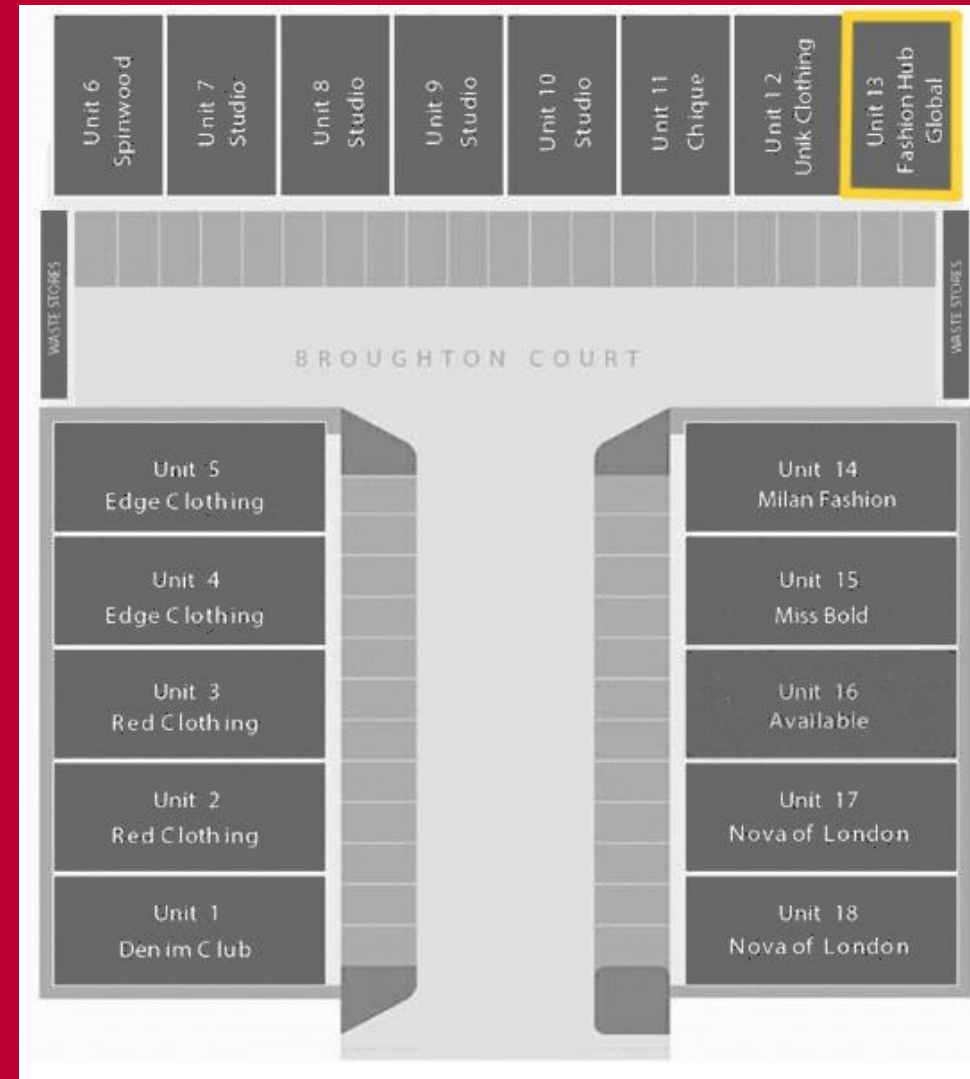 Unit 6
Spinwood
Unit 7
Studio
Unit 8
Studio
Unit 9
Studio
Unit 10
Studio
Unit 11
Chique
Unit 12
Unik Clothing
Unit 13
Fashion Hub
Global
WASTE STORES
WASTE STORES
BROUGHTON COURT
Unit 5
Edge Clothing
Unit 4
Edge Clothing
Unit 3
Red Clothing
Unit 2
Red Clothing
Unit 1
Denim Club
Unit 14
Milan Fashion
Unit 15
Miss Bold
Unit 16
Available
Unit 17
Nova of London
Unit 18
Nova of London